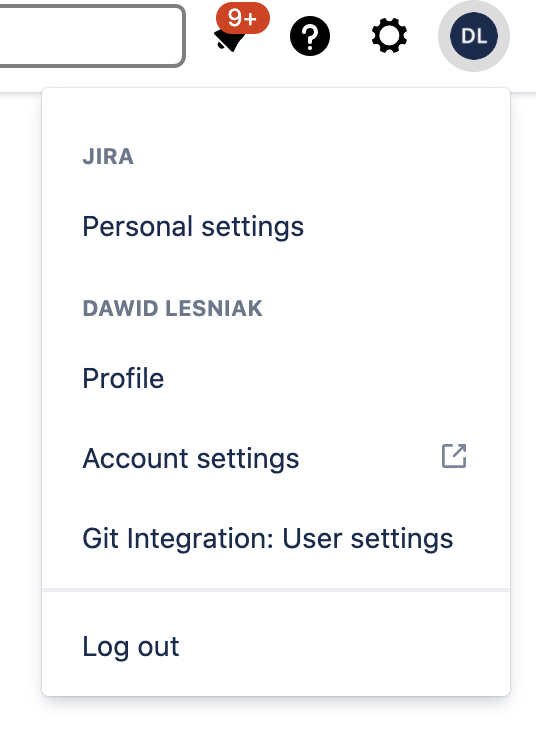 9+
?
DL
JIRA
Personal settings
DAWID LESNIAK
Profile
Account settings
Git Integration: User settings
Log out